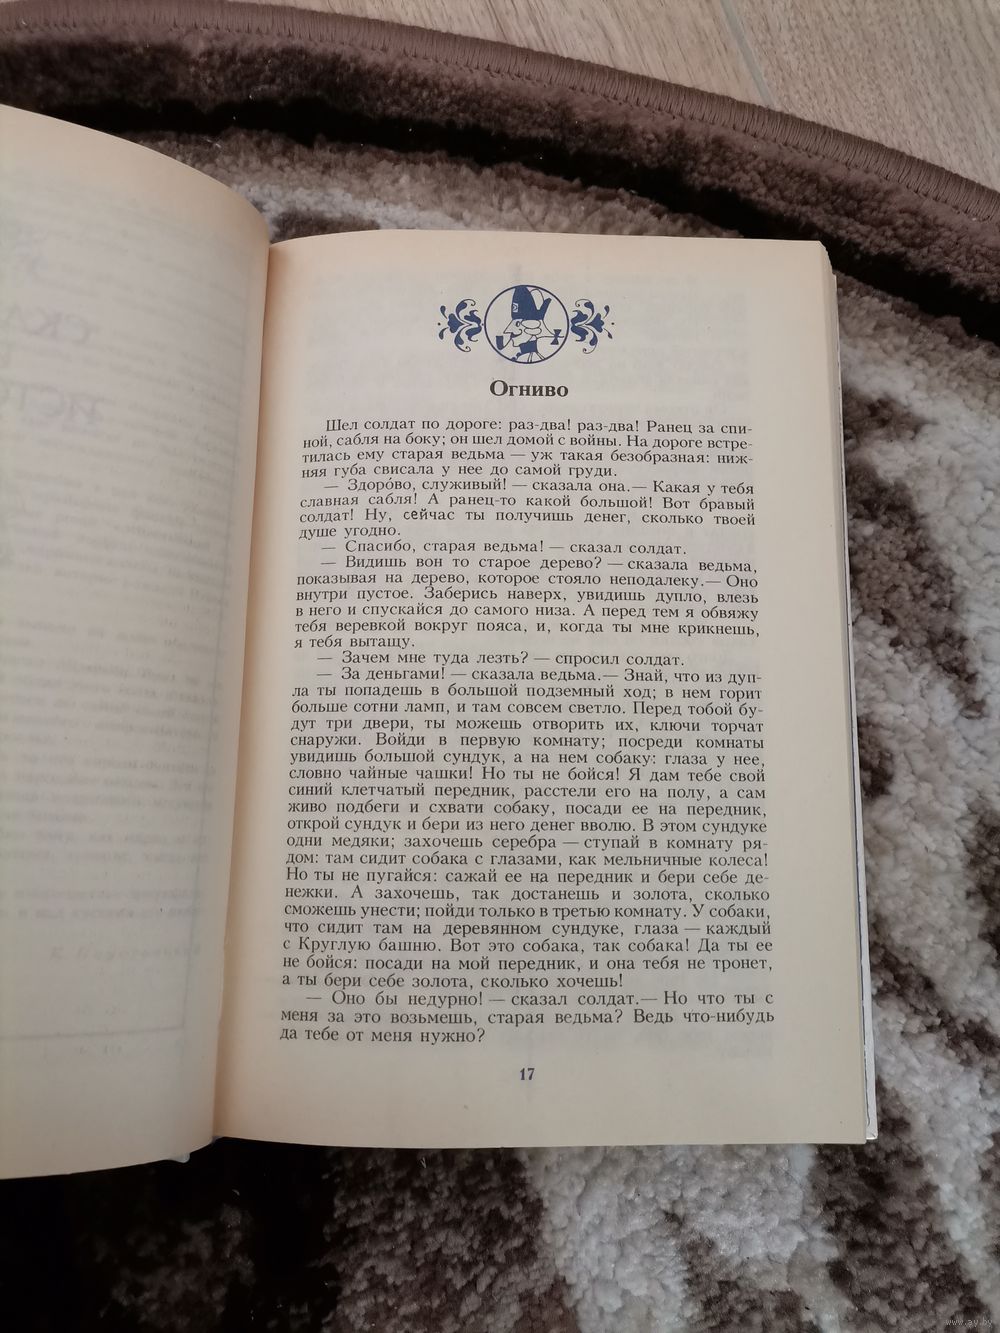 Огниво
Шел солдат по дороге: раз-два! раз-два! Ранец за спи-
ной, сабля на боку; он шел домой с войны. На дороге встре-
тилась ему старая ведьма — уж такая безобразная: ниж-
няя губа свисала у нее до самой груди.
— Здоро́во, служивый! — сказала она.— Какая у тебя
славная сабля! А ранец-то какой большой! Вот бравый
солдат! Ну, сейчас ты получишь денег, сколько твоей
душе угодно.
— Спасибо, старая ведьма! — сказал солдат.
— Видишь вон то старое дерево? — сказала ведьма,
показывая на дерево, которое стояло неподалеку.— Оно
внутри пустое. Заберись наверх, увидишь дупло, влезь
в него и спускайся до самого низа. А перед тем я обвяжу
тебя веревкой вокруг пояса, и, когда ты мне крикнешь,
я тебя вытащу.
— Зачем мне туда лезть? — спросил солдат.
— За деньгами! — сказала ведьма.— Знай, что из дуп-
ла ты попадешь в большой подземный ход; в нем горит
больше сотни ламп, и там совсем светло. Перед тобой бу-
дут три двери, ты можешь отворить их, ключи торчат
снаружи. Войди в первую комнату; посреди комнаты
увидишь большой сундук, а на нем собаку: глаза у нее,
словно чайные чашки! Но ты не бойся! Я дам тебе свой
синий клетчатый передник, расстели его на полу, а сам
живо подбеги и схвати собаку, посади ее на передник,
открой сундук и бери из него денег вволю. В этом сундуке
одни медяки; захочешь серебра — ступай в комнату ря-
дом: там сидит собака с глазами, как мельничные колеса!
Но ты не пугайся: сажай ее на передник и бери себе де-
нежки. А захочешь, так достанешь и золота, сколько
сможешь унести; пойди только в третью комнату. У собаки,
что сидит там на деревянном сундуке, глаза — каждый
с Круглую башню. Вот это собака, так собака! Да ты ее
не бойся: посади на мой передник, и она тебя не тронет,
а ты бери себе золота, сколько хочешь!
— Оно бы недурно! — сказал солдат.— Но что ты с
меня за это возьмешь, старая ведьма? Ведь что-нибудь
да тебе от меня нужно?
17
www.ay.by